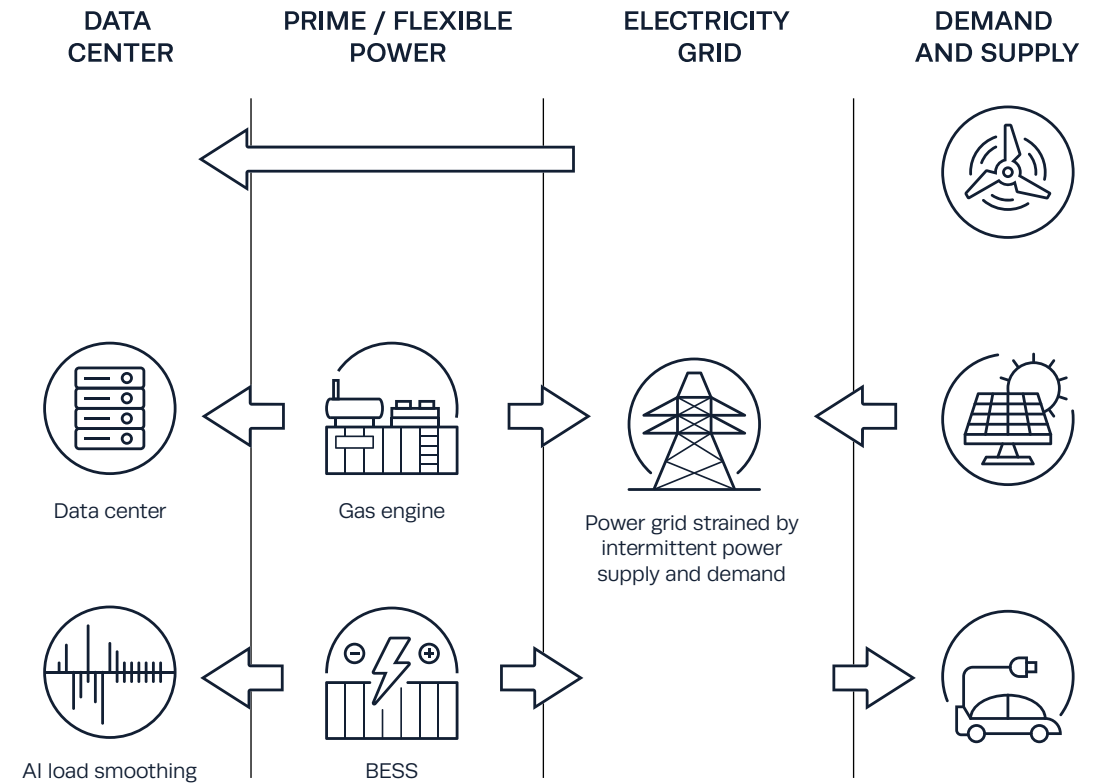 DATA
CENTER
PRIME / FLEXIBLE
POWER
ELECTRICITY
GRID
DEMAND
AND SUPPLY
Data center
Gas engine
Power grid strained by
intermittent power
supply and demand
AI load smoothing
BESS